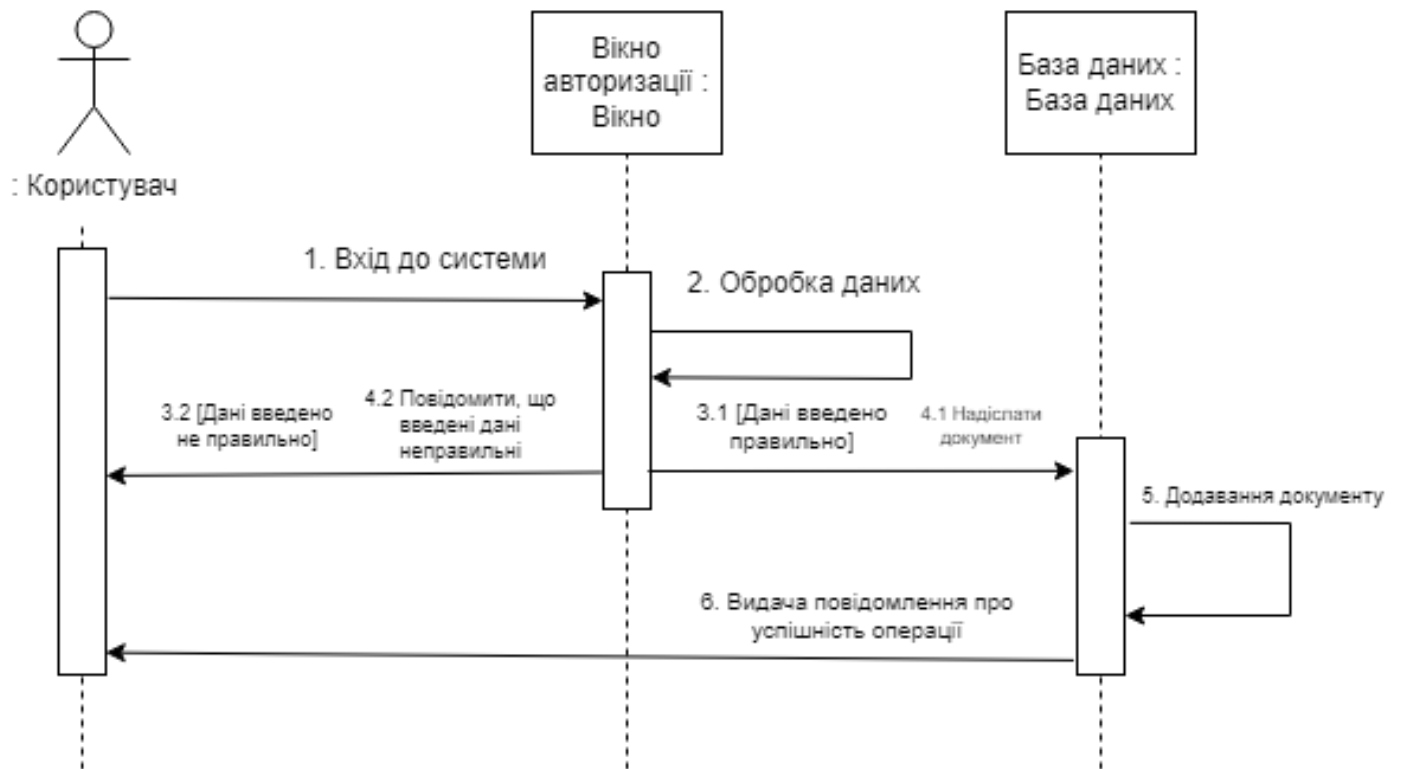 : Користувач
Вікно
авторизації :
Вікно
База даних :
База даних
1. Вхід до системи
2. Обробка даних
3.2 [Дані введено
не правильно]
4.2 Повідомити, що
введені дані
неправильні
3.1 [Дані введено
правильно]
4.1 Надіслати
документ
5. Додавання документу
6. Видача повідомлення про
успішність операції